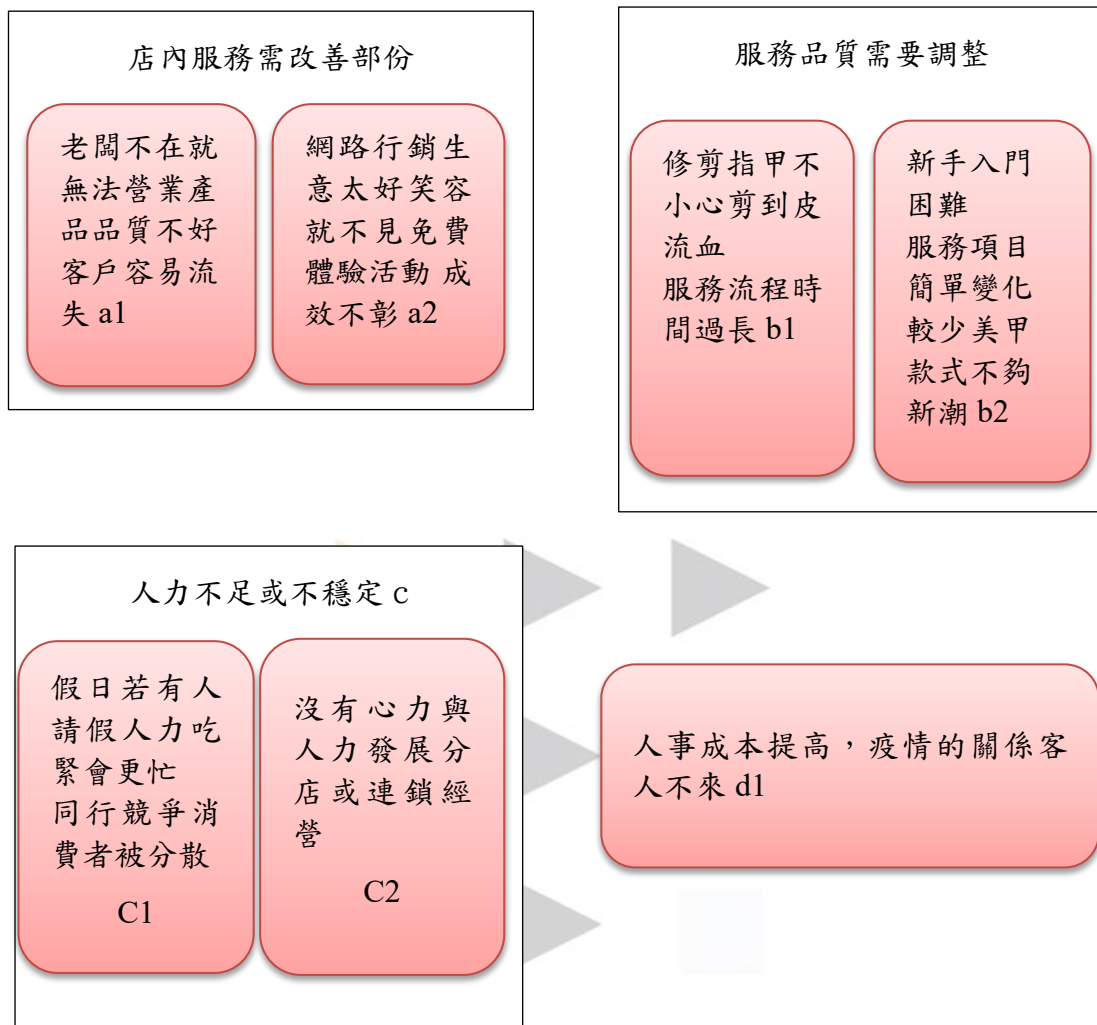 店內服務需改善部份
老闆不在就
無法營業產
品品質不好
客戶容易流
失 a1
網路行銷生
意太好笑容
就不見免費
體驗活動 成
效不彰 a2
服務品質需要調整
修剪指甲不
小心剪到皮
流血
服務流程時
間過長 b1
新手入門
困難
服務項目
簡單變化
較少美甲
款式不夠
新潮 b2
人力不足或不穩定 c
假日若有人
請假人力吃
緊會更忙
同行競爭消
費者被分散
C1
沒有心力與
人力發展分
店或連鎖經
營
C2
人事成本提高，疫情的關係客
人不來 d1